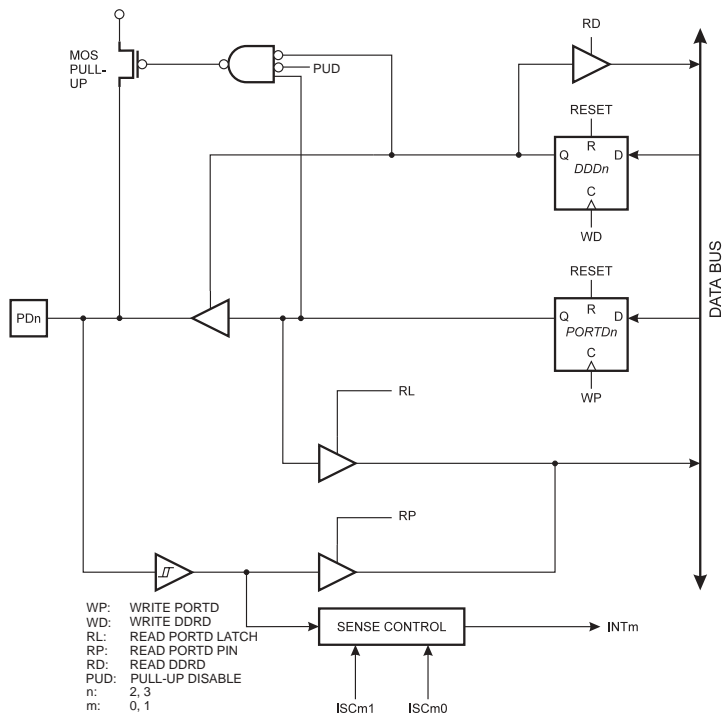 RD
MOS
PULL-
UP
PUD
RESET
R
Q
D
DDDn
C
WD
RESET
PDn
R
Q
D
PORTDn
C
WP
DATA BUS
RL
RP
WP: WRITE PORTD
WD: WRITE DDRD
RL: READ PORTD LATCH
RP: READ PORTD PIN
RD: READ DDRD
PUD: PULL-UP DISABLE
n: 2, 3
m: 0, 1
SENSE CONTROL
INTm
ISCm1
ISCm0